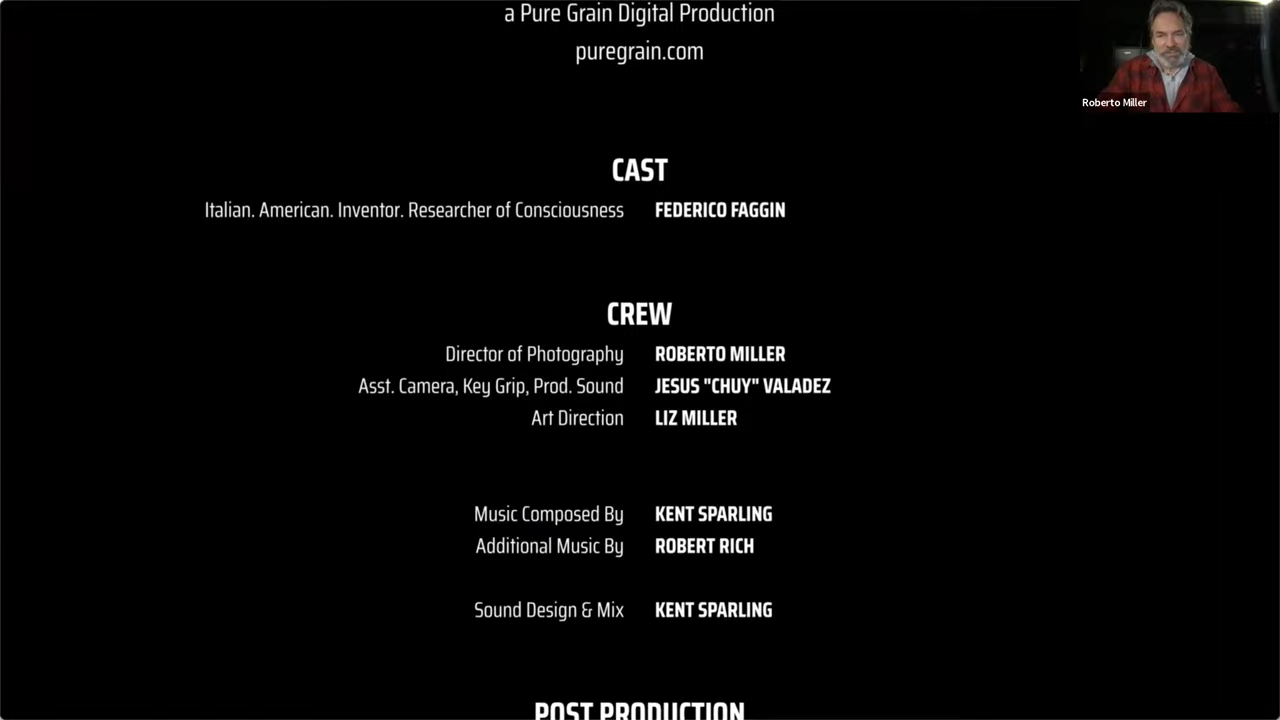 a Pure Grain Digital Production
puregrain.com
Roberto Miller
CAST
Italian. American. Inventor. Researcher of Consciousness FEDERICO FAGGIN
CREW
Director of Photography ROBERTO MILLER
Asst. Camera, Key Grip, Prod. Sound JESUS "CHUY" VALADEZ
Art Direction LIZ MILLER
Music Composed By KENT SPARLING
Additional Music By ROBERT RICH
Sound Design & Mix KENT SPARLING
POST PRODUCTION